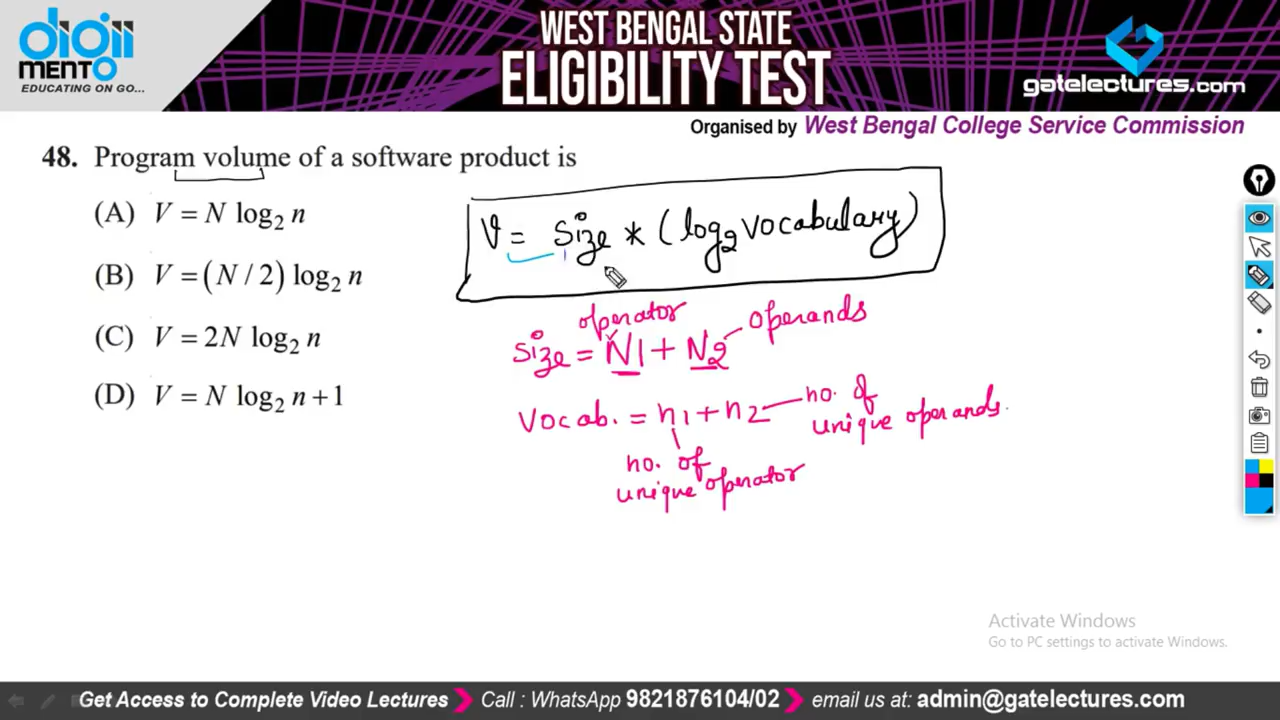 digii
MENTO
EDUCATING ON GO...
WEST BENGAL STATE
ELIGIBILITY TEST
gatelectures.com
Organised by West Bengal College Service Commission
48. Program volume of a software product is
(A) V = N log₂ n
(B) V = (N / 2) log₂ n
(C) V = 2N log₂ n
(D) V = N log₂ n + 1
V = Size * (log₂ vocabulary)
operator
operands
Size = N1 + N2
Vocab. = n1 + n2
no. of
unique operands.
no. of
unique operator
Activate Windows
Go to PC settings to activate Windows.
Get Access to Complete Video Lectures Call : WhatsApp 9821876104/02 email us at: admin@gatelectures.com